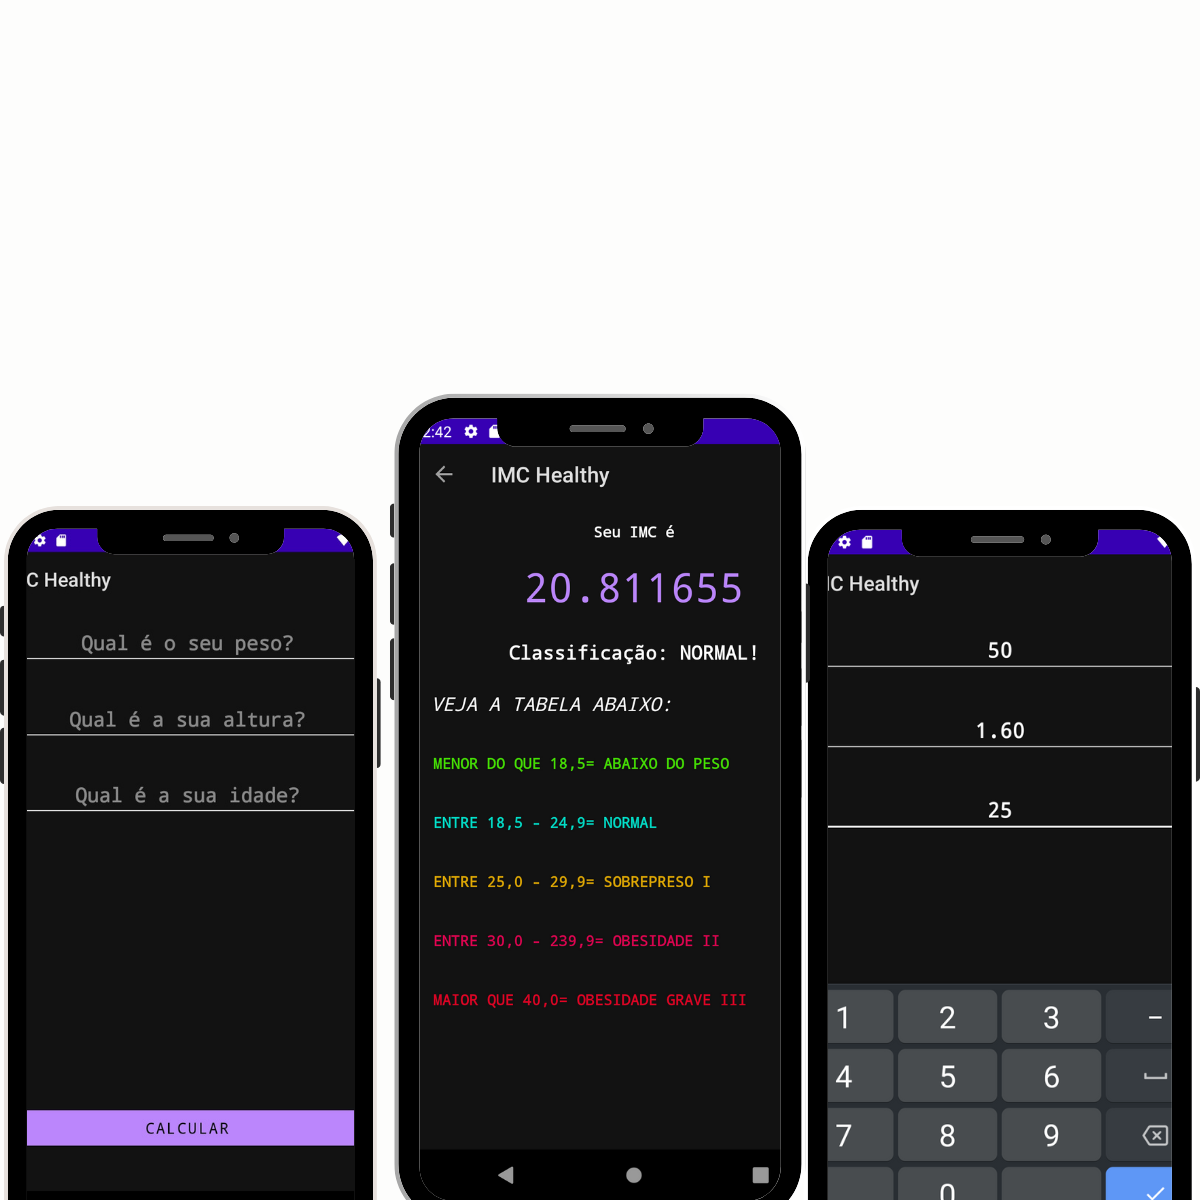 C Healthy
Qual é o seu peso?
Qual é a sua altura?
Qual é a sua idade?
CALCULAR
2:42
IMC Healthy
Seu IMC é
20.811655
Classificação: NORMAL!
VEJA A TABELA ABAIXO:
MENOR DO QUE 18,5= ABAIXO DO PESO
ENTRE 18,5 - 24,9= NORMAL
ENTRE 25,0 - 29,9= SOBREPRESO I
ENTRE 30,0 - 239,9= OBESIDADE II
MAIOR QUE 40,0= OBESIDADE GRAVE III
IC Healthy
50
1.60
25
1 2 3 -
4 5 6
7 8 9
0